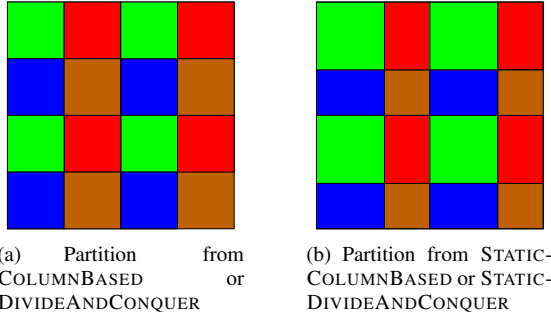 (a) Partition from
COLUMNBASED or
DIVIDEANDCONQUER
(b) Partition from STATIC-
COLUMNBASED or STATIC-
DIVIDEANDCONQUER